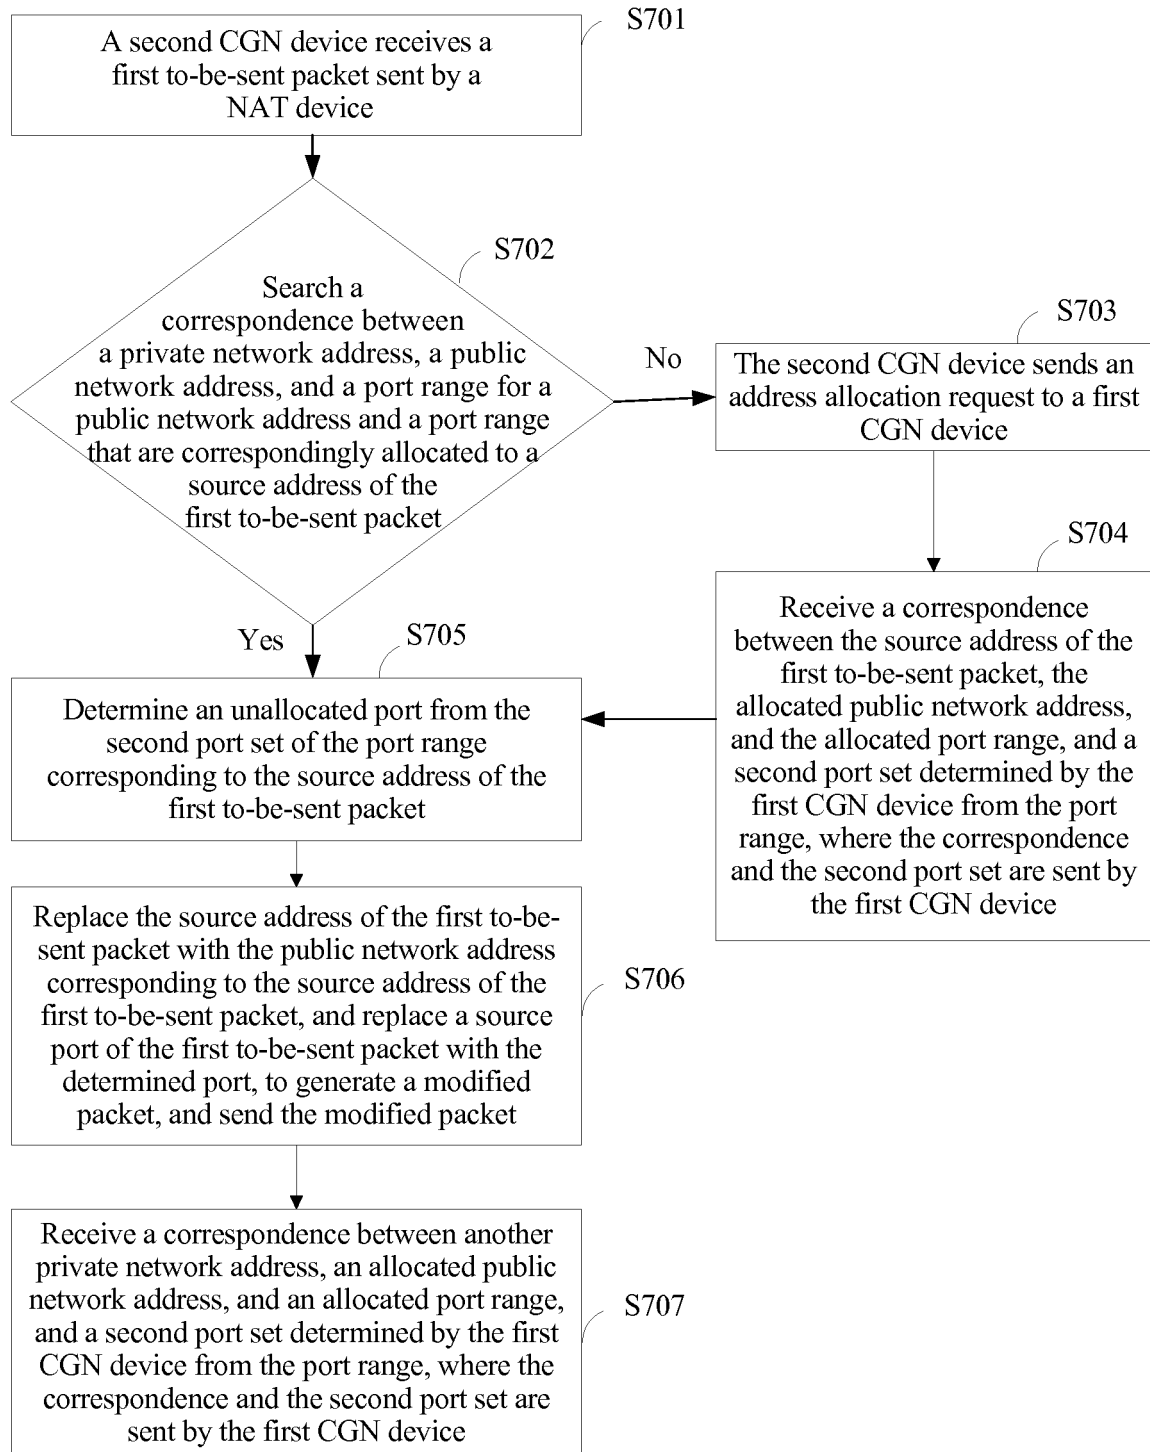 S701
A second CGN device receives a
first to-be-sent packet sent by a
NAT device
S702
Search a
correspondence between
a private network address, a public
network address, and a port range for a
public network address and a port range
that are correspondingly allocated to a
source address of the
first to-be-sent packet
No
S703
The second CGN device sends an
address allocation request to a first
CGN device
S704
Receive a correspondence
between the source address of the
first to-be-sent packet, the
allocated public network address,
and the allocated port range, and a
second port set determined by the
first CGN device from the port
range, where the correspondence
and the second port set are sent by
the first CGN device
Yes
S705
Determine an unallocated port from the
second port set of the port range
corresponding to the source address of the
first to-be-sent packet
Replace the source address of the first to-be-
sent packet with the public network address
corresponding to the source address of the
first to-be-sent packet, and replace a source
port of the first to-be-sent packet with the
determined port, to generate a modified
packet, and send the modified packet
S706
Receive a correspondence between another
private network address, an allocated public
network address, and an allocated port range,
and a second port set determined by the first
CGN device from the port range, where the
correspondence and the second port set are
sent by the first CGN device
S707